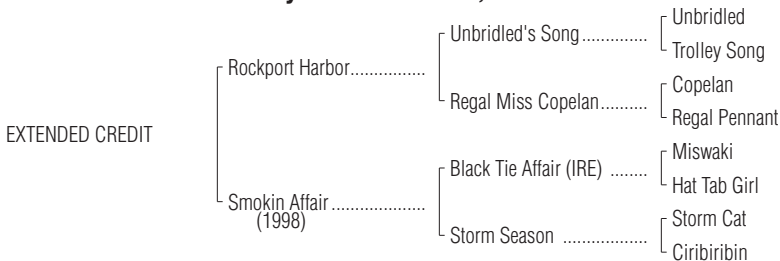 Unbridled
Unbridled's Song..............
Trolley Song
Rockport Harbor................
Copelan
Regal Miss Copelan..........
Regal Pennant
EXTENDED CREDIT
Miswaki
Black Tie Affair (IRE) ........
Hat Tab Girl
Smokin Affair ....................
(1998)
Storm Cat
Storm Season ..................
Ciribiribin